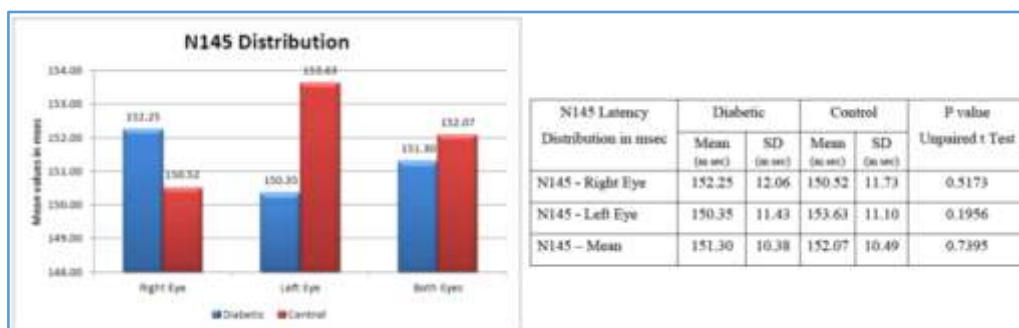 N145 Distribution
Mean values in msec
154.00
153.00
152.00
151.00
150.00
149.00
148.00
152.25
150.52
150.35
153.63
151.30
152.07
Right Eye
Left Eye
Both Eyes
Diabetic
Control
N145 Latency Distribution in msec
Diabetic
Control
P value Unpaired t Test
Mean (m sec)
SD (m sec)
Mean (m sec)
SD (m sec)
N145 - Right Eye 152.25 12.06 150.52 11.73 0.5173
N145 - Left Eye 150.35 11.43 153.63 11.10 0.1956
N145 – Mean 151.30 10.38 152.07 10.49 0.7395